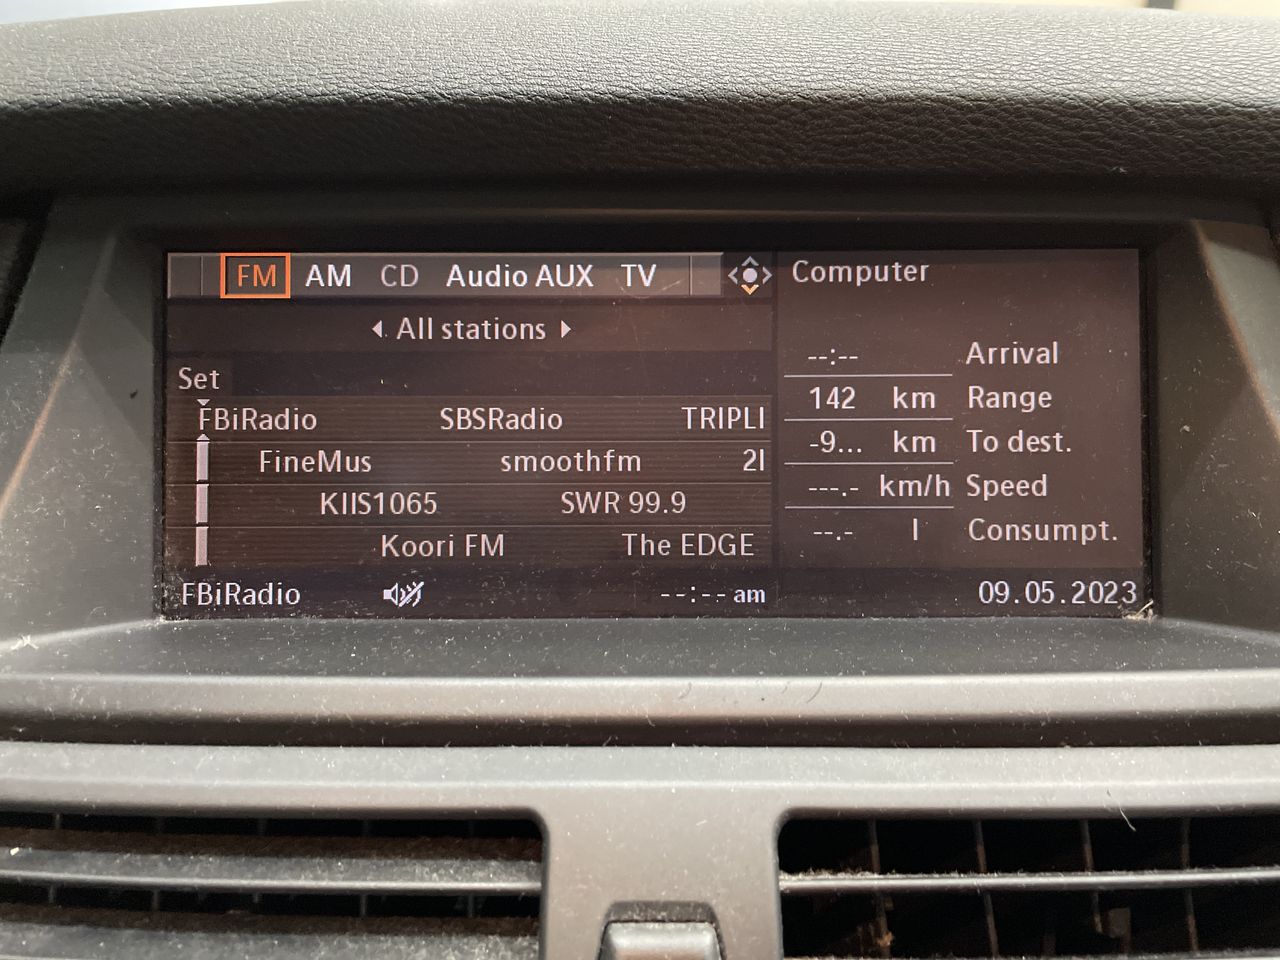 FM AM CD Audio AUX TV
All stations
Set
FBiRadio SBSRadio TRIPLI
FineMus smoothfm 2I
KIIS1065 SWR 99.9
Koori FM The EDGE
FBiRadio --:-- am
Computer
--:-- Arrival
142 km Range
-9... km To dest.
---.- km/h Speed
--.- l Consumpt.
09.05.2023